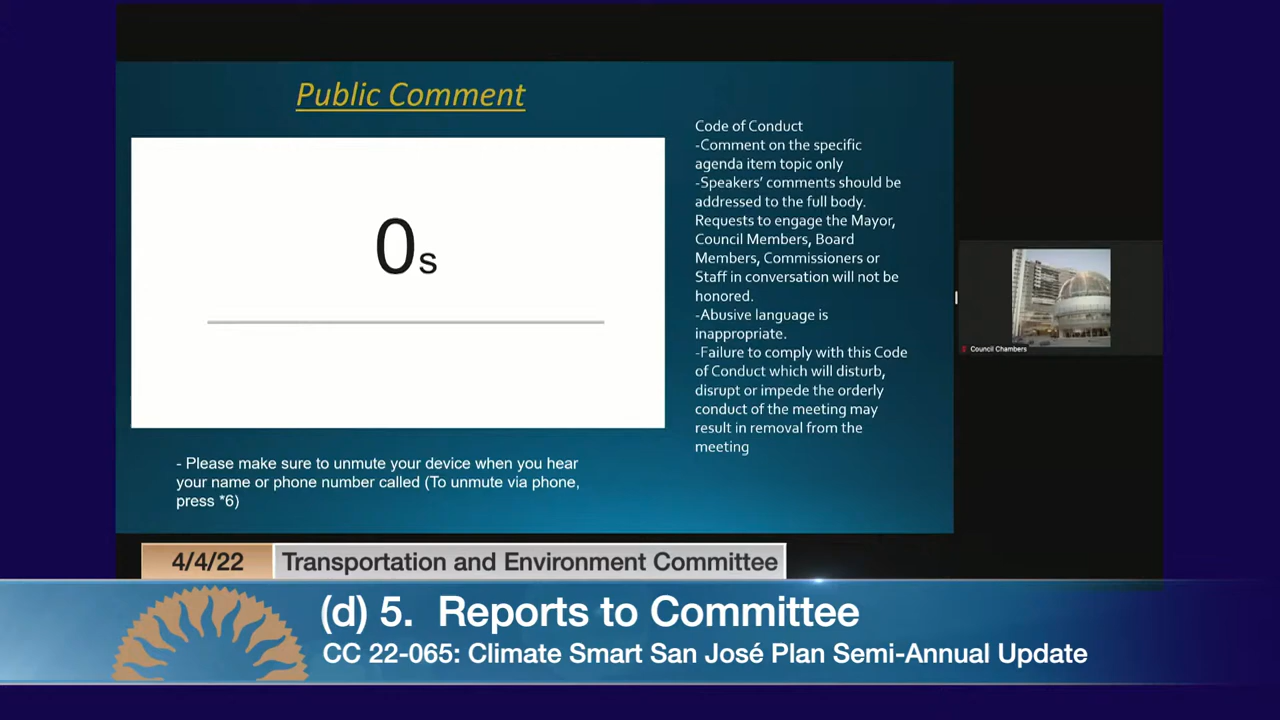 Public Comment
0s
Code of Conduct
-Comment on the specific
agenda item topic only
-Speakers' comments should be
addressed to the full body.
Requests to engage the Mayor,
Council Members, Board
Members, Commissioners or
Staff in conversation will not be
honored.
-Abusive language is
inappropriate.
-Failure to comply with this Code
of Conduct which will disturb,
disrupt or impede the orderly
conduct of the meeting may
result in removal from the
meeting
- Please make sure to unmute your device when you hear
your name or phone number called (To unmute via phone,
press *6)
Council Chambers
4/4/22 Transportation and Environment Committee
(d) 5. Reports to Committee
CC 22-065: Climate Smart San José Plan Semi-Annual Update